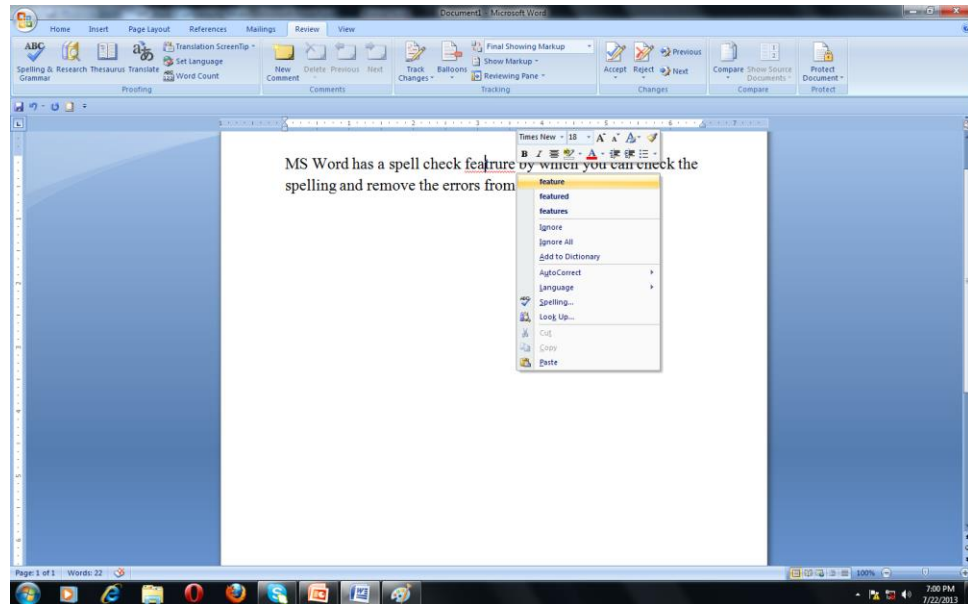 Document1 - Microsoft Word
Home Insert Page Layout References Mailings Review View
ABC Spelling & Grammar
Research
Thesaurus
Translate
Translation ScreenTip
Set Language
Word Count
Proofing
New Comment
Delete
Previous
Next
Comments
Track Changes
Balloons
Final Showing Markup
Show Markup
Reviewing Pane
Tracking
Accept
Reject
Previous
Next
Changes
Compare
Show Source Documents
Compare
Protect Document
Protect
Times New 18
MS Word has a spell check featrure by which you can check the
spelling and remove the errors from
feature
featured
features
Ignore
Ignore All
Add to Dictionary
AutoCorrect
Language
Spelling...
Look Up...
Cut
Copy
Paste
Page: 1 of 1 Words: 22
100%
7:00 PM
7/22/2013